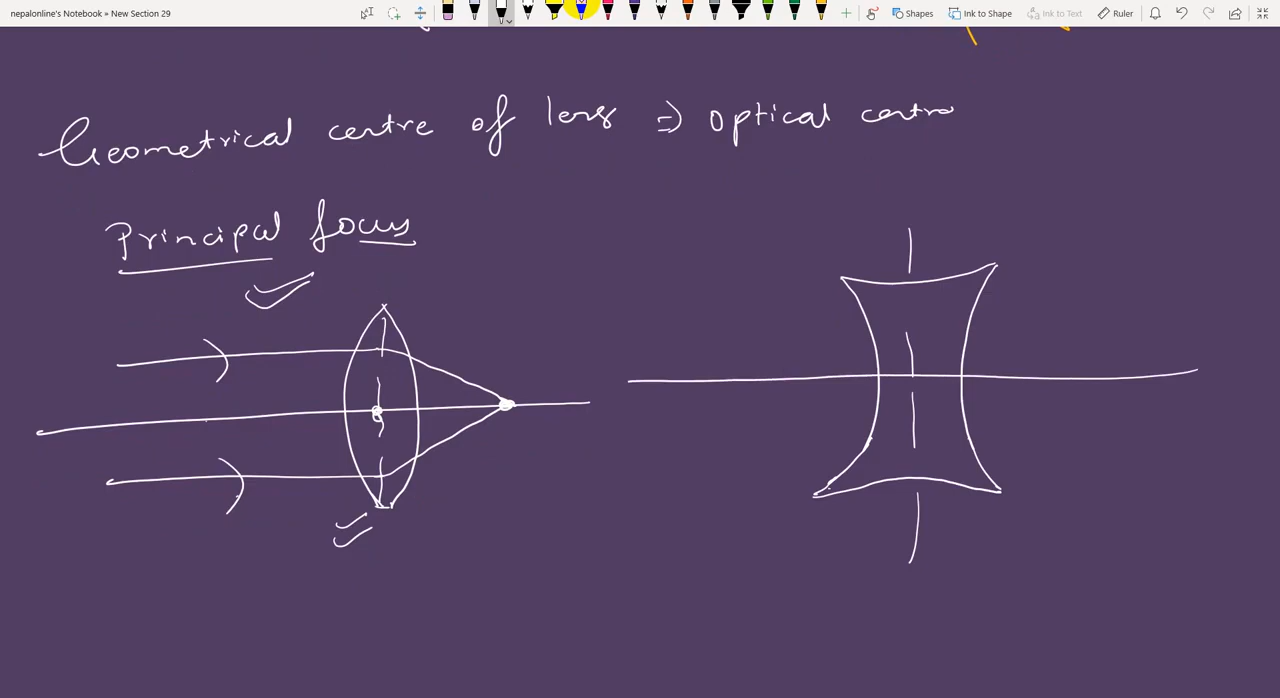 nepalonline's Notebook » New Section 29
Shapes
Ink to Shape
Ink to Text
Ruler
Geometrical centre of lens => optical centre
Principal focus